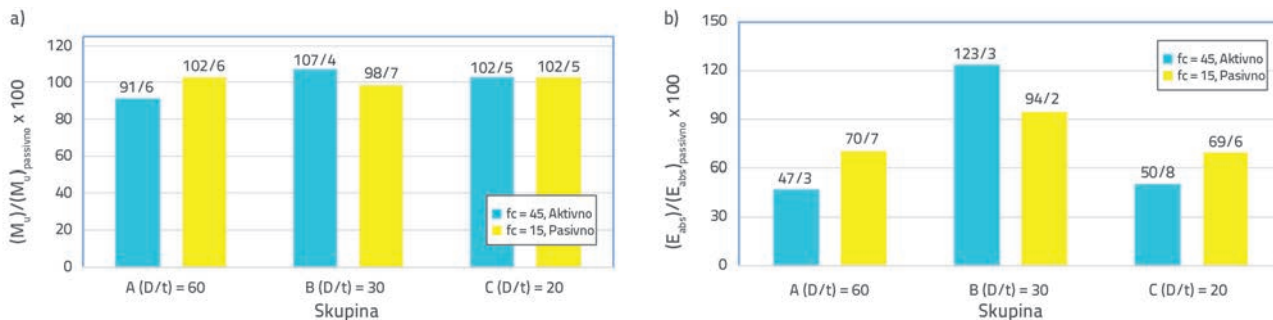 a)
(Mu)/(Mu)passivno x 100
120
100
80
60
40
20
0
91/6
102/6
107/4
98/7
102/5
102/5
fc = 45, Aktivno
fc = 15, Pasivno
A (D/t) = 60
B (D/t) = 30
C (D/t) = 20
Skupina
b)
(Eabs)/(Eabs)passivno x 100
150
120
90
60
30
0
47/3
70/7
123/3
94/2
50/8
69/6
fc = 45, Aktivno
fc = 15, Pasivno
A (D/t) = 60
B (D/t) = 30
C (D/t) = 20
Skupina